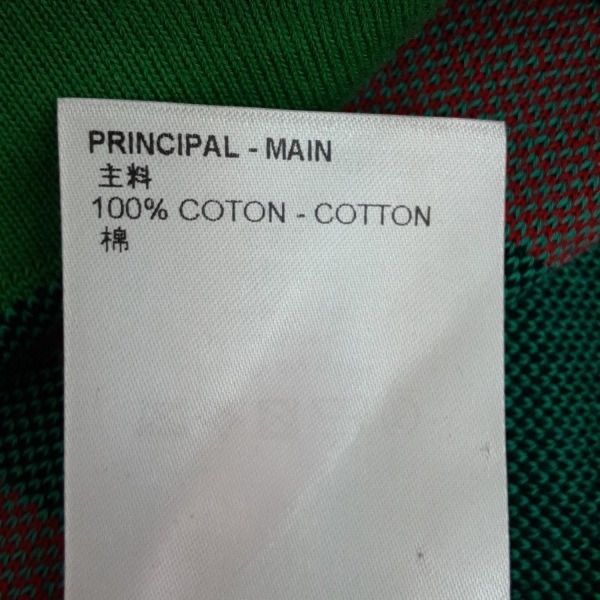 PRINCIPAL - MAIN
主料
100% COTON - COTTON
棉